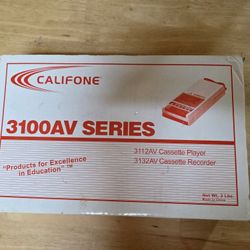 CALIFONE
3100AV SERIES
"Products for Excellence
in Education" ™
3112AV Cassette Player
3132AV Cassette Recorder
Net Wt. 3 Lbs.
Made in China